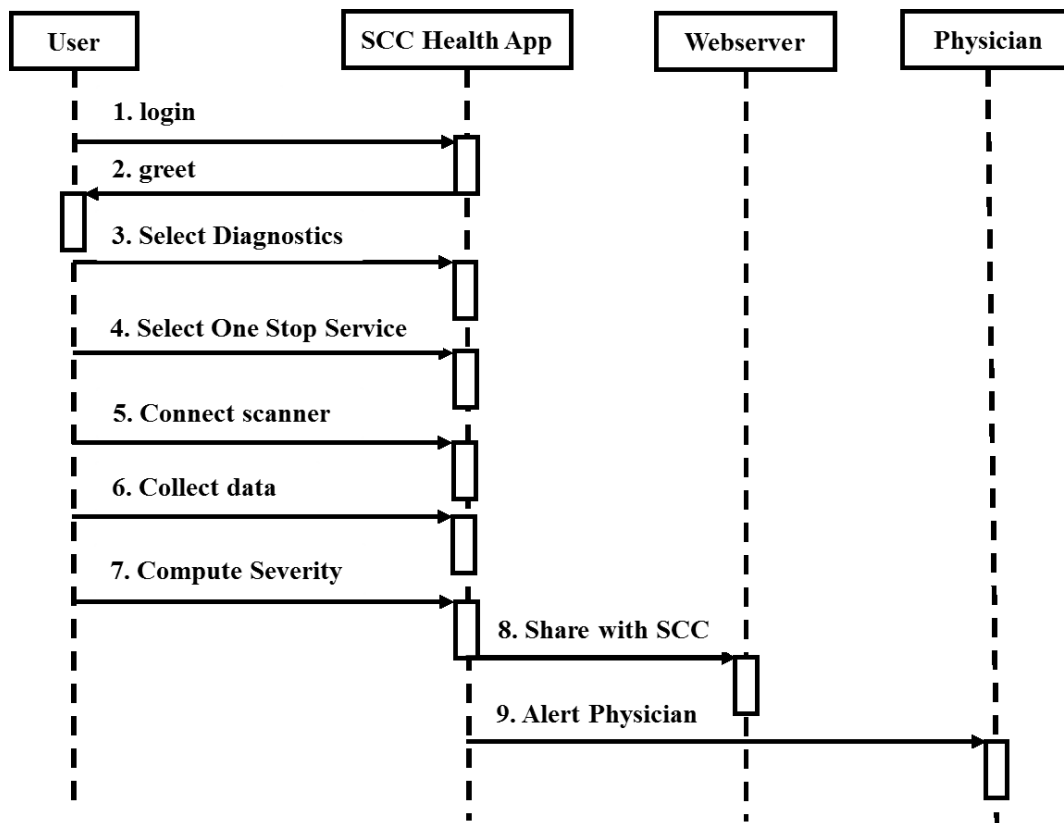 User
SCC Health App
Webserver
Physician
1. login
2. greet
3. Select Diagnostics
4. Select One Stop Service
5. Connect scanner
6. Collect data
7. Compute Severity
8. Share with SCC
9. Alert Physician